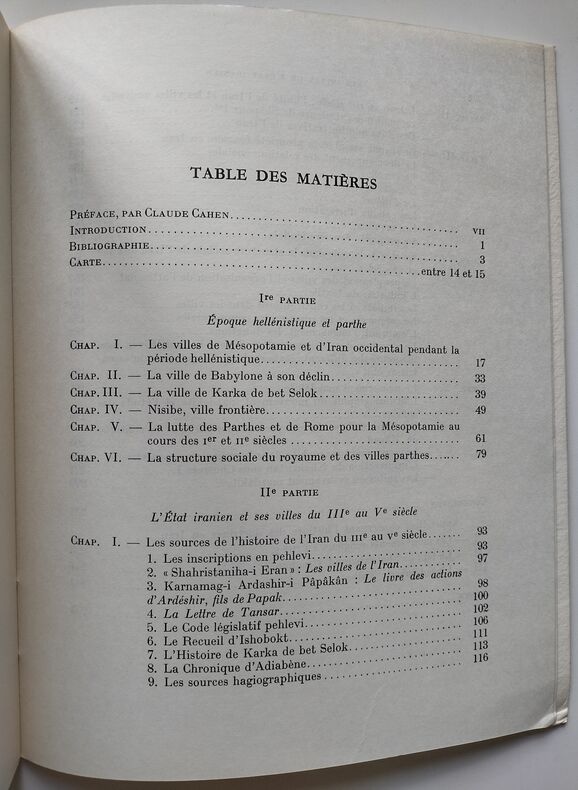 TABLE DES MATIÈRES
PRÉFACE, PAR CLAUDE CAHEN........ VII
INTRODUCTION........ 1
BIBLIOGRAPHIE........ 3
CARTE........entre 14 et 15
Ire PARTIE
Époque hellénistique et parthe
CHAP. I. — Les villes de Mésopotamie et d'Iran occidental pendant la
période hellénistique........ 17
CHAP. II. — La ville de Babylone à son déclin........ 33
CHAP. III. — La ville de Karka de bet Selok........ 39
CHAP. IV. — Nisibe, ville frontière........ 49
CHAP. V. — La lutte des Parthes et de Rome pour la Mésopotamie au
cours des Ier et IIe siècles ........ 61
CHAP. VI. — La structure sociale du royaume et des villes parthes....... 79
IIe PARTIE
L'État iranien et ses villes du IIIe au Ve siècle
CHAP. I. — Les sources de l'histoire de l'Iran du IIIe au Ve siècle....... 93
1. Les inscriptions en pehlevi........ 93
2. « Shahristaniha-i Eran » : Les villes de l'Iran........ 97
3. Karnamag-i Ardashir-i Pâpâkân : Le livre des actions
d'Ardéshir, fils de Papak........ 98
4. La Lettre de Tansar........ 100
5. Le Code législatif pehlevi........ 102
6. Le Recueil d'Ishobokt........ 106
7. L'Histoire de Karka de bet Selok........ 111
8. La Chronique d'Adiabène........ 113
9. Les sources hagiographiques........ 116